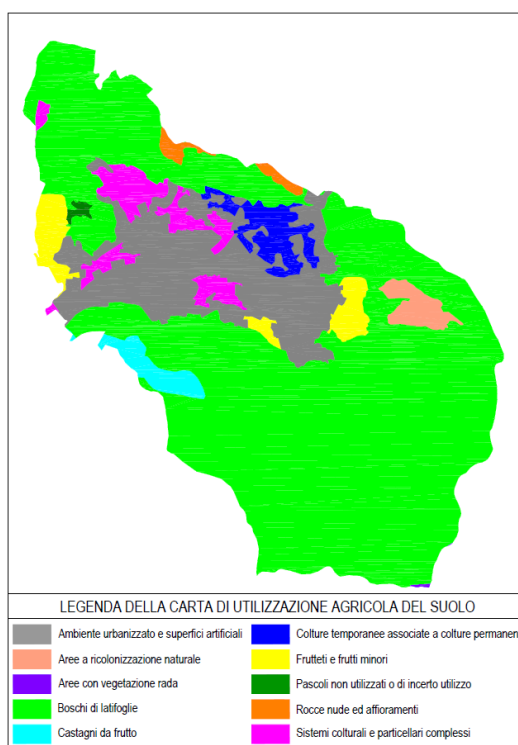 LEGENDA DELLA CARTA DI UTILIZZAZIONE AGRICOLA DEL SUOLO
Ambiente urbanizzato e superfici artificiali
Aree a ricolonizzazione naturale
Aree con vegetazione rada
Boschi di latifoglie
Castagni da frutto
Colture temporanee associate a colture permanen
Frutteti e frutti minori
Pascoli non utilizzati o di incerto utilizzo
Rocce nude ed affioramenti
Sistemi colturali e particellari complessi